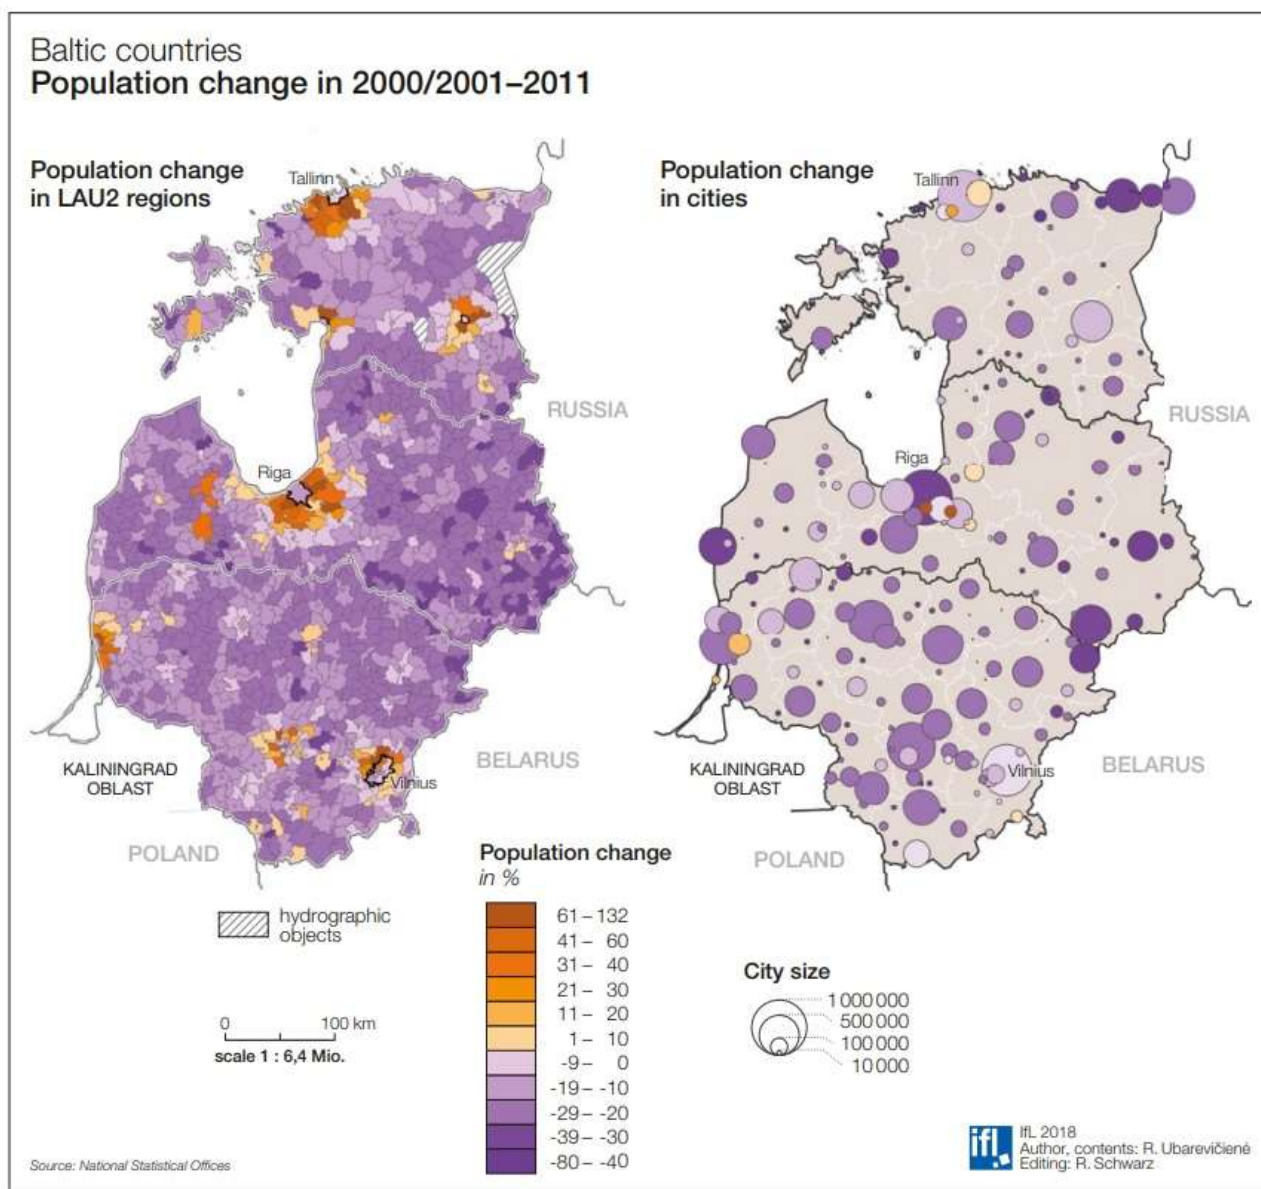 Baltic countries
Population change in 2000/2001–2011
Population change
in LAU2 regions
Tallinn
Riga
RUSSIA
BELARUS
Vilnius
KALININGRAD
OBLAST
POLAND
Population change
in cities
Tallinn
Riga
RUSSIA
BELARUS
Vilnius
KALININGRAD
OBLAST
POLAND
hydrographic
objects
0 100 km
scale 1 : 6,4 Mio.
Population change
in %
61 – 132
41 – 60
31 – 40
21 – 30
11 – 20
1 – 10
-9 – 0
-19 – -10
-29 – -20
-39 – -30
-80 – -40
City size
1 000 000
500 000
100 000
10 000
Source: National Statistical Offices
ifl.
IfL 2018
Author, contents: R. Ubarevičienė
Editing: R. Schwarz